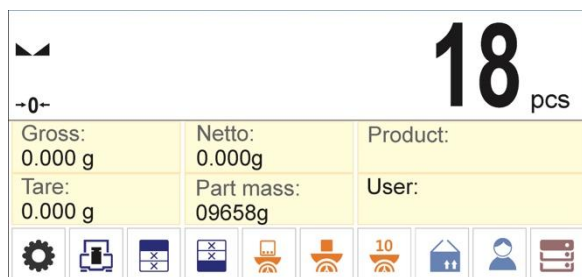 18 pcs
→0←
Gross:
0.000 g
Netto:
0.000g
Product:
Tare:
0.000 g
Part mass:
09658g
User:
10